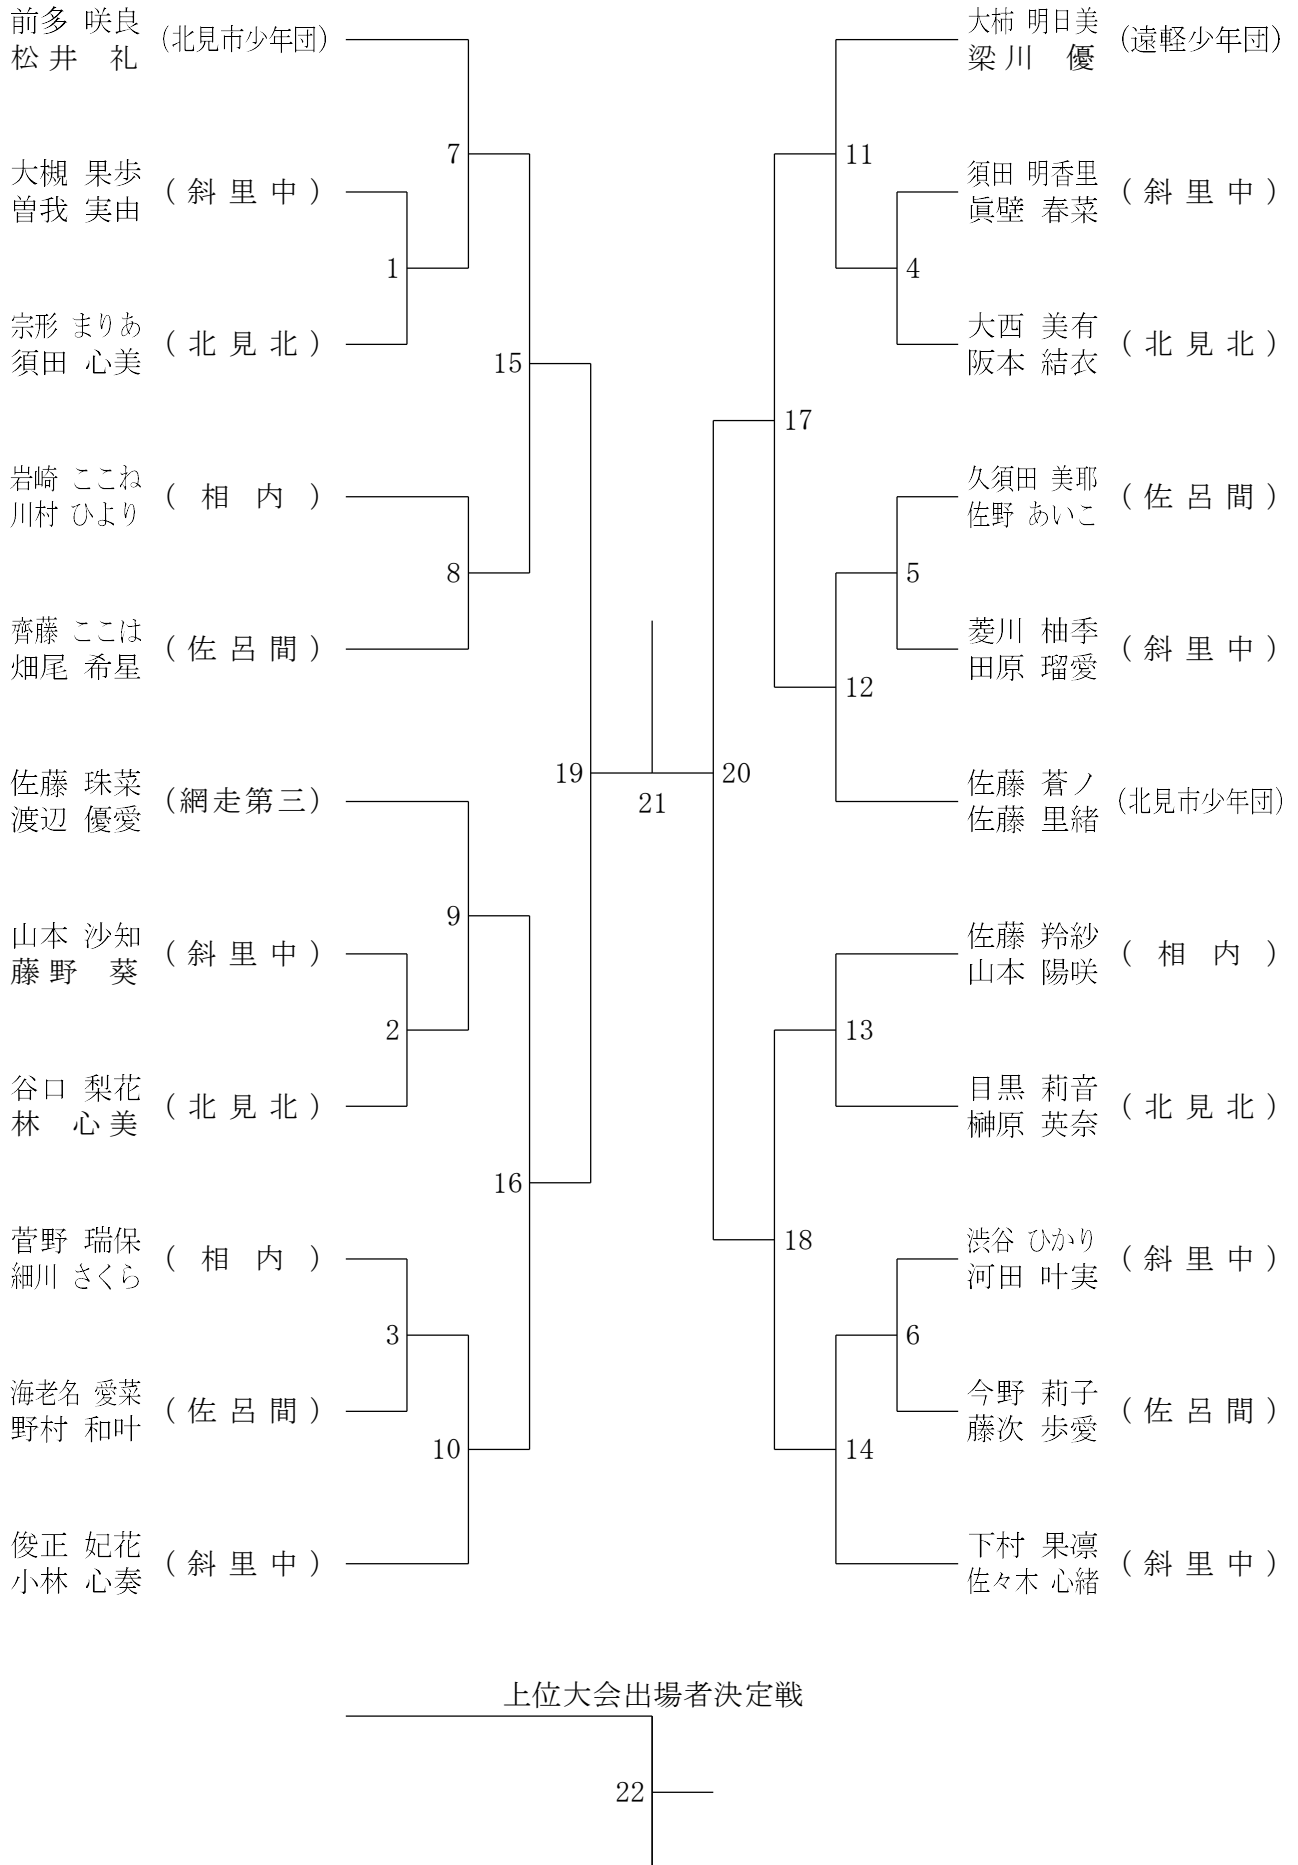 前多 咲良
松井 礼
(北見市少年団)
7
大槻 果歩
曽我 実由
(斜里中)
1
宗形 まりあ
須田 心美
(北見北)
15
岩崎 ここね
川村 ひより
(相内)
8
齊藤 ここは
畑尾 希星
(佐呂間)
19
佐藤 珠菜
渡辺 優愛
(網走第三)
9
山本 沙知
藤野 葵
(斜里中)
2
谷口 梨花
林 心美
(北見北)
16
菅野 瑞保
細川 さくら
(相内)
3
海老名 愛菜
野村 和叶
(佐呂間)
10
俊正 妃花
小林 心奏
(斜里中)
21
大柿 明日美
梁川 優
(遠軽少年団)
11
須田 明香里
眞壁 春菜
(斜里中)
4
大西 美有
阪本 結衣
(北見北)
17
久須田 美耶
佐野 あいこ
(佐呂間)
5
菱川 柚季
田原 瑠愛
(斜里中)
12
20
佐藤 蒼ノ
佐藤 里緒
(北見市少年団)
佐藤 羚紗
山本 陽咲
(相内)
13
目黒 莉音
榊原 英奈
(北見北)
18
渋谷 ひかり
河田 叶実
(斜里中)
6
今野 莉子
藤次 歩愛
(佐呂間)
14
下村 果凛
佐々木 心緒
(斜里中)
上位大会出場者決定戦
22